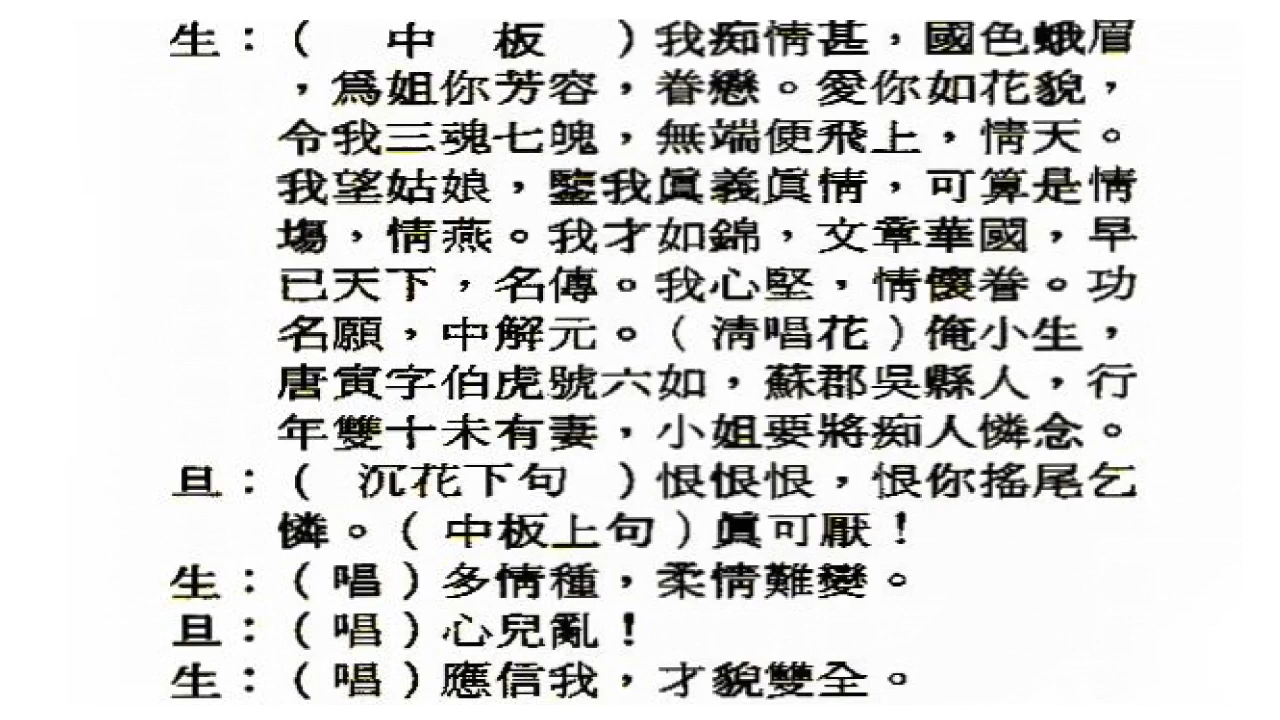 生：（ 中 板 ）我痴情甚，國色蛾眉
，爲姐你芳容，眷戀。愛你如花貌，
令我三魂七魄，無端便飛上，情天。
我望姑娘，鑒我眞義眞情，可算是情
塲，情燕。我才如錦，文章華國，早
已天下，名傳。我心堅，情懷眷。功
名願，中解元。（清唱花）俺小生，
唐寅字伯虎號六如，蘇郡吳縣人，行
年雙十未有妻，小姐要將痴人憐念。
旦：（ 沉花下句 ）恨恨恨，恨你搖尾乞
憐。（中板上句）眞可厭！
生：（唱）多情種，柔情難變。
旦：（唱）心兒亂！
生：（唱）應信我，才貌雙全。